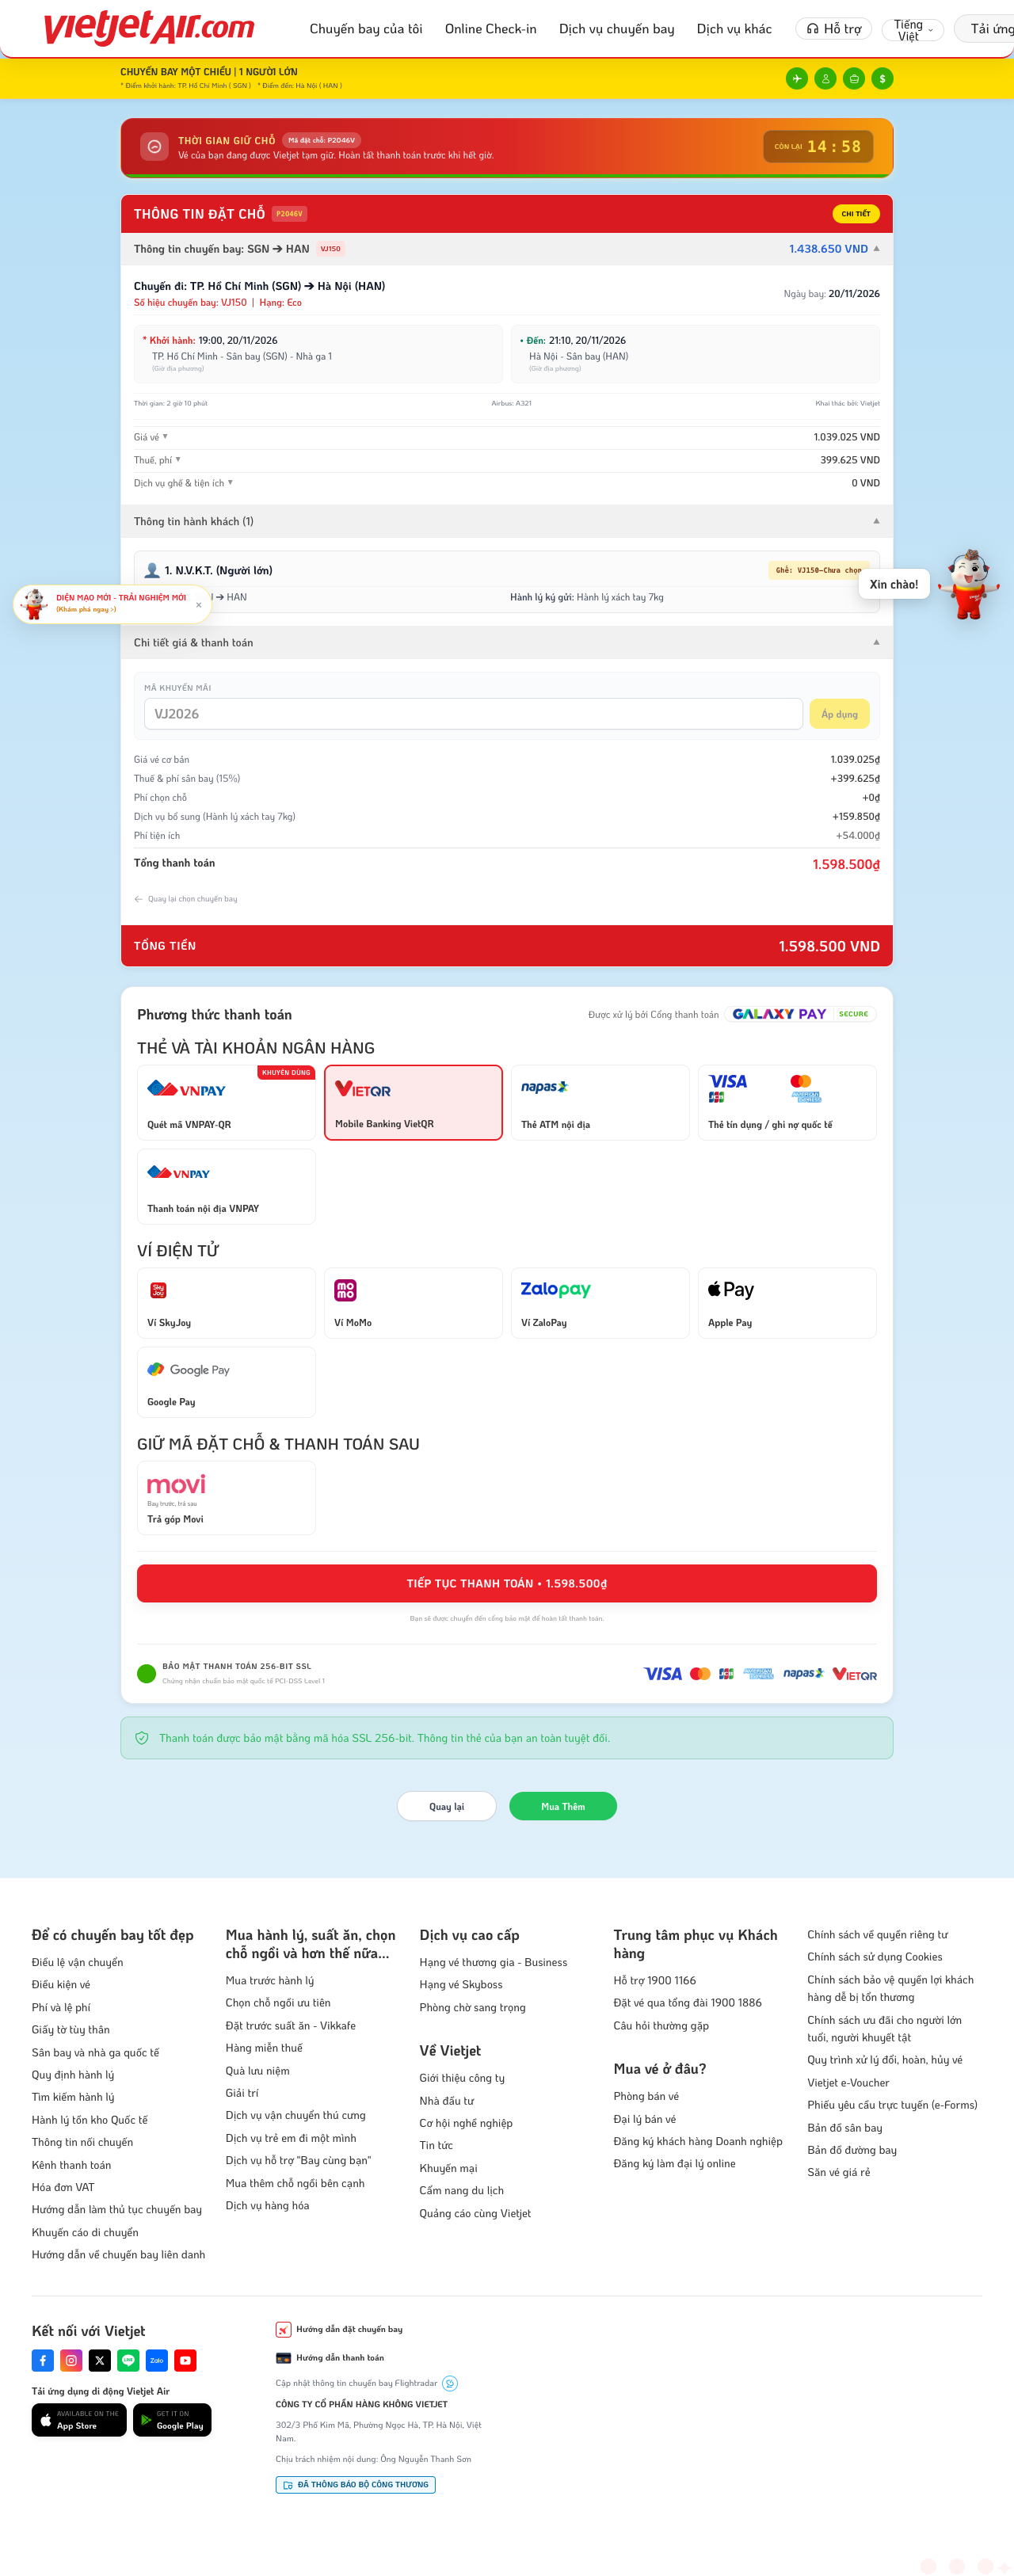 vietjetAir.com
Chuyến bay của tôi
Online Check-in
Dịch vụ chuyến bay
Dịch vụ khác
Hỗ trợ
Tiếng Việt
Tải ứng
CHUYẾN BAY MỘT CHIỀU | 1 NGƯỜI LỚN
* Điểm khởi hành: TP. Hồ Chí Minh ( SGN ) * Điểm đến: Hà Nội ( HAN )
THỜI GIAN GIỮ CHỖ Mã đặt chỗ: P2046V
Vé của bạn đang được Vietjet tạm giữ. Hoàn tất thanh toán trước khi hết giờ.
CÒN LẠI 14 : 58
THÔNG TIN ĐẶT CHỖ P2046V
CHI TIẾT
Thông tin chuyến bay: SGN ➔ HAN VJ150
1.438.650 VND ▲
Chuyến đi: TP. Hồ Chí Minh (SGN) ➔ Hà Nội (HAN)
Số hiệu chuyến bay: VJ150 | Hạng: Eco
Ngày bay: 20/11/2026
* Khởi hành: 19:00, 20/11/2026
TP. Hồ Chí Minh - Sân bay (SGN) - Nhà ga 1
(Giờ địa phương)
• Đến: 21:10, 20/11/2026
Hà Nội - Sân bay (HAN)
(Giờ địa phương)
Thời gian: 2 giờ 10 phút
Airbus: A321
Khai thác bởi: Vietjet
Giá vé ▼
1.039.025 VND
Thuế, phí ▼
399.625 VND
Dịch vụ ghế & tiện ích ▼
0 VND
Thông tin hành khách (1)
▲
1. N.V.K.T. (Người lớn)
Ghế: VJ150–Chưa chọn
➔ HAN
Hành lý ký gửi: Hành lý xách tay 7kg
DIỆN MẠO MỚI - TRẢI NGHIỆM MỚI
(Khám phá ngay >)
×
Xin chào!
Chi tiết giá & thanh toán
▲
MÃ KHUYẾN MÃI
VJ2026
Áp dụng
Giá vé cơ bản
1.039.025₫
Thuế & phí sân bay (15%)
+399.625₫
Phí chọn chỗ
+0₫
Dịch vụ bổ sung (Hành lý xách tay 7kg)
+159.850₫
Phí tiện ích
+54.000₫
Tổng thanh toán
1.598.500₫
← Quay lại chọn chuyến bay
TỔNG TIỀN
1.598.500 VND
Phương thức thanh toán
Được xử lý bởi Cổng thanh toán
GALAXY PAY
SECURE
THẺ VÀ TÀI KHOẢN NGÂN HÀNG
KHUYÊN DÙNG
VNPAY
Quét mã VNPAY-QR
VIETQR
Mobile Banking VietQR
napas
Thẻ ATM nội địa
VISA
JCB
AMERICAN EXPRESS
Thẻ tín dụng / ghi nợ quốc tế
VNPAY
Thanh toán nội địa VNPAY
VÍ ĐIỆN TỬ
Sky Joy
Ví SkyJoy
momo
Ví MoMo
Zalopay
Ví ZaloPay
Pay
Apple Pay
Google Pay
Google Pay
GIỮ MÃ ĐẶT CHỖ & THANH TOÁN SAU
movi
Bay trước, trả sau
Trả góp Movi
TIẾP TỤC THANH TOÁN • 1.598.500₫
Bạn sẽ được chuyển đến cổng bảo mật để hoàn tất thanh toán.
BẢO MẬT THANH TOÁN 256-BIT SSL
Chứng nhận chuẩn bảo mật quốc tế PCI-DSS Level 1
VISA
JCB
AMERICAN EXPRESS
napas
VIETQR
Thanh toán được bảo mật bằng mã hóa SSL 256-bit. Thông tin thẻ của bạn an toàn tuyệt đối.
Quay lại
Mua Thêm
Để có chuyến bay tốt đẹp
Điều lệ vận chuyển
Điều kiện vé
Phí và lệ phí
Giấy tờ tùy thân
Sân bay và nhà ga quốc tế
Quy định hành lý
Tìm kiếm hành lý
Hành lý tồn kho Quốc tế
Thông tin nối chuyến
Kênh thanh toán
Hóa đơn VAT
Hướng dẫn làm thủ tục chuyến bay
Khuyến cáo di chuyển
Hướng dẫn về chuyến bay liên danh
Mua hành lý, suất ăn, chọn
chỗ ngồi và hơn thế nữa...
Mua trước hành lý
Chọn chỗ ngồi ưu tiên
Đặt trước suất ăn - Vikkafe
Hàng miễn thuế
Quà lưu niệm
Giải trí
Dịch vụ vận chuyển thú cưng
Dịch vụ trẻ em đi một mình
Dịch vụ hỗ trợ "Bay cùng bạn"
Mua thêm chỗ ngồi bên cạnh
Dịch vụ hàng hóa
Dịch vụ cao cấp
Hạng vé thương gia - Business
Hạng vé Skyboss
Phòng chờ sang trọng
Về Vietjet
Giới thiệu công ty
Nhà đầu tư
Cơ hội nghề nghiệp
Tin tức
Khuyến mại
Cẩm nang du lịch
Quảng cáo cùng Vietjet
Trung tâm phục vụ Khách
hàng
Hỗ trợ 1900 1166
Đặt vé qua tổng đài 1900 1886
Câu hỏi thường gặp
Mua vé ở đâu?
Phòng bán vé
Đại lý bán vé
Đăng ký khách hàng Doanh nghiệp
Đăng ký làm đại lý online
Chính sách về quyền riêng tư
Chính sách sử dụng Cookies
Chính sách bảo vệ quyền lợi khách
hàng dễ bị tổn thương
Chính sách ưu đãi cho người lớn
tuổi, người khuyết tật
Quy trình xử lý đổi, hoàn, hủy vé
Vietjet e-Voucher
Phiếu yêu cầu trực tuyến (e-Forms)
Bản đồ sân bay
Bản đồ đường bay
Săn vé giá rẻ
Kết nối với Vietjet
Zalo
Tải ứng dụng di động Vietjet Air
AVAILABLE ON THE
App Store
GET IT ON
Google Play
Hướng dẫn đặt chuyến bay
Hướng dẫn thanh toán
Cập nhật thông tin chuyến bay Flightradar
CÔNG TY CỔ PHẦN HÀNG KHÔNG VIETJET
302/3 Phố Kim Mã, Phường Ngọc Hà, TP. Hà Nội, Việt
Nam.
Chịu trách nhiệm nội dung: Ông Nguyễn Thanh Sơn
ĐÃ THÔNG BÁO BỘ CÔNG THƯƠNG